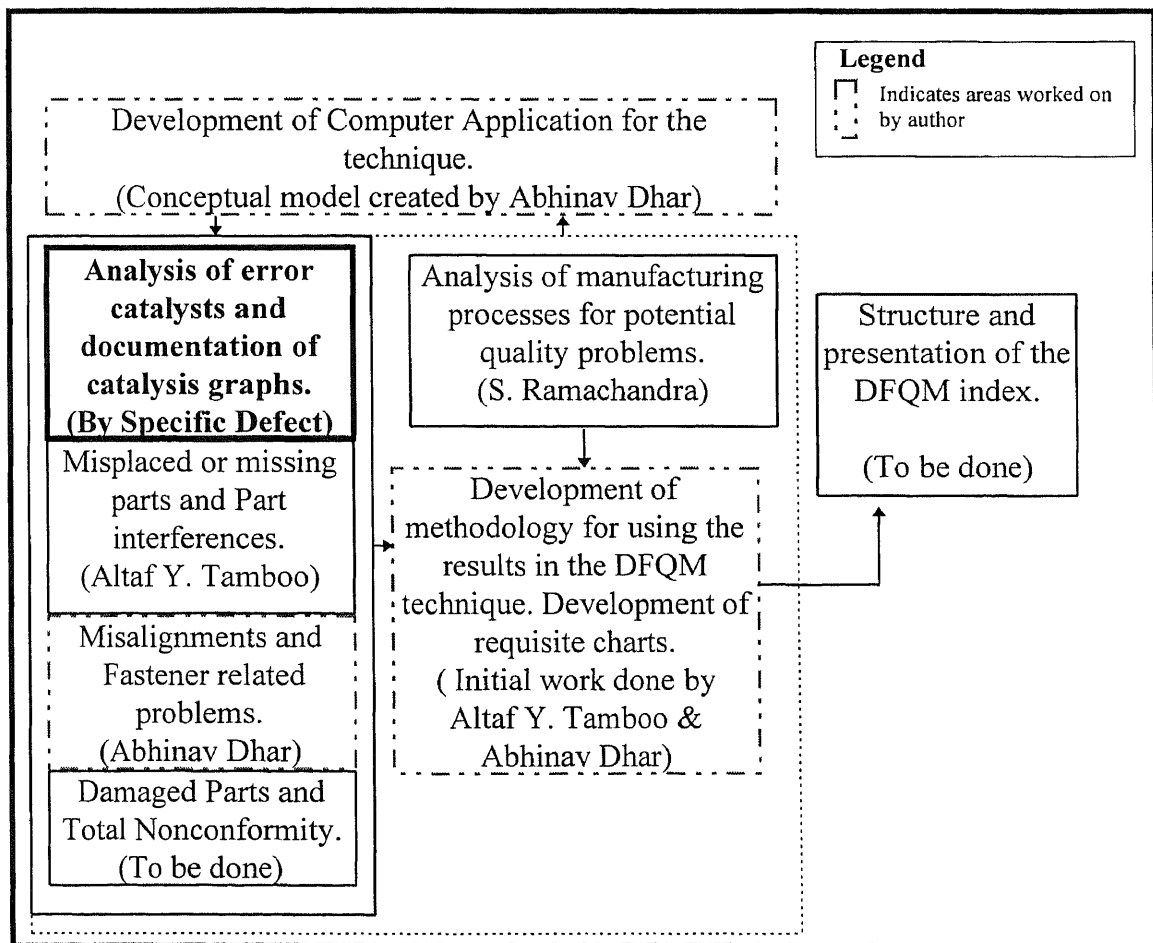 Legend
Indicates areas worked on
by author
Development of Computer Application for the
technique.
(Conceptual model created by Abhinav Dhar)
Analysis of error
catalysts and
documentation of
catalysis graphs.
(By Specific Defect)
Misplaced or missing
parts and Part
interferences.
(Altaf Y. Tamboo)
Misalignments and
Fastener related
problems.
(Abhinav Dhar)
Damaged Parts and
Total Nonconformity.
(To be done)
Analysis of manufacturing
processes for potential
quality problems.
(S. Ramachandra)
Development of
methodology for using the
results in the DFQM
technique. Development of
requisite charts.
( Initial work done by
Altaf Y. Tamboo &
Abhinav Dhar)
Structure and
presentation of the
DFQM index.
(To be done)